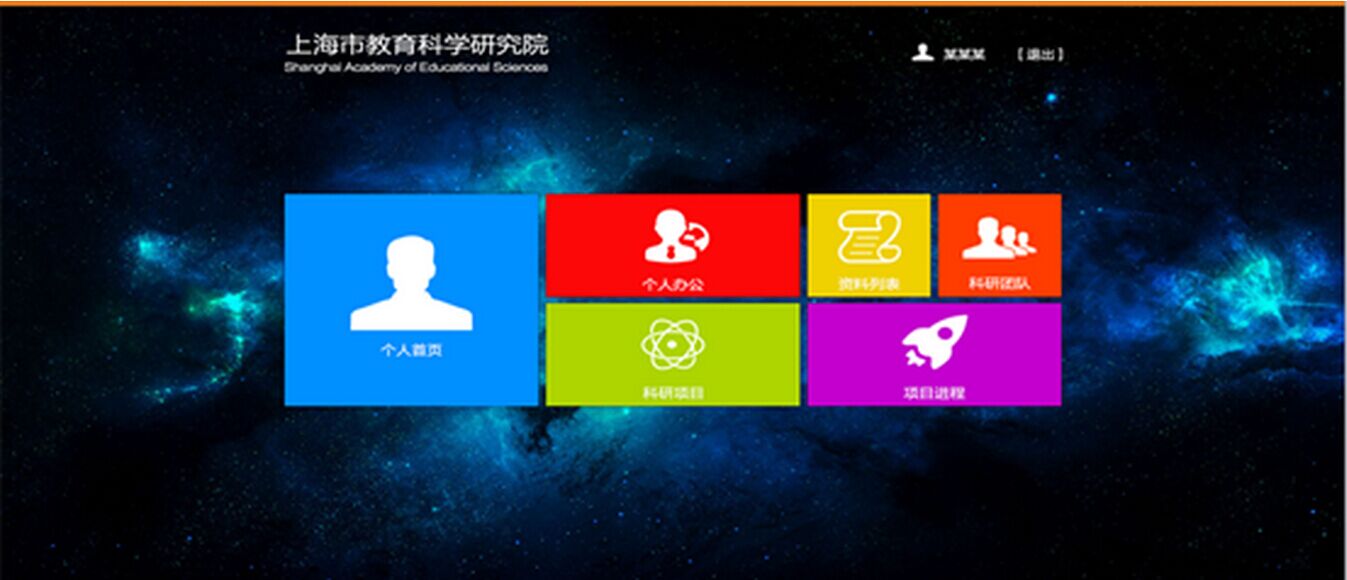 上海市教育科学研究院
Shanghai Academy of Educational Sciences
某某某 [ 退出 ]
个人首页
个人办公
资料列表
科研团队
科研项目
项目进程